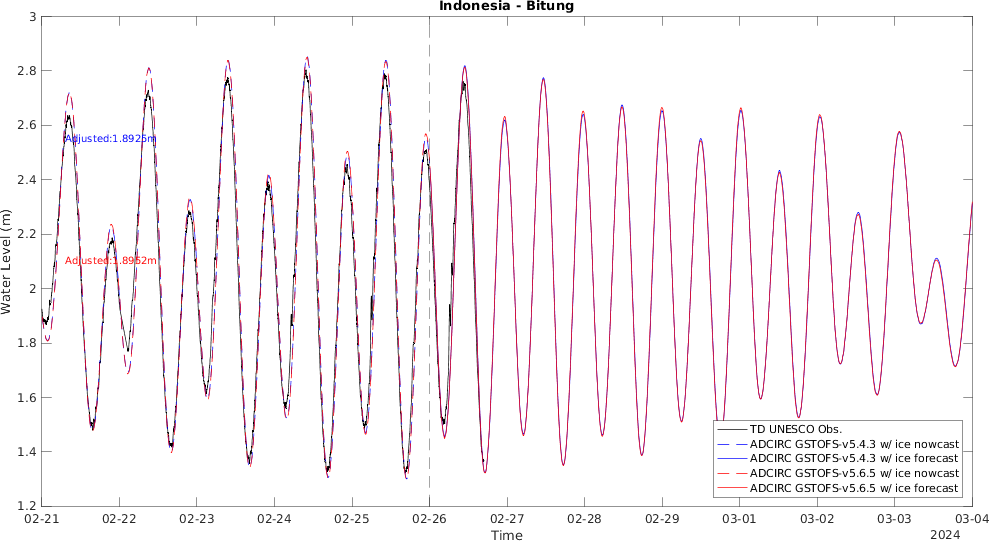 Indonesia - Bitung
3
2.8
2.6
2.4
2.2
2
1.8
1.6
1.4
1.2
Water Level (m)
Adjusted:1.8925m
Adjusted:1.8952m
TD UNESCO Obs.
ADCIRC GSTOFS-v5.4.3 w/ ice nowcast
ADCIRC GSTOFS-v5.4.3 w/ ice forecast
ADCIRC GSTOFS-v5.6.5 w/ ice nowcast
ADCIRC GSTOFS-v5.6.5 w/ ice forecast
02-21 02-22 02-23 02-24 02-25 02-26 02-27 02-28 02-29 03-01 03-02 03-03 03-04
Time
2024